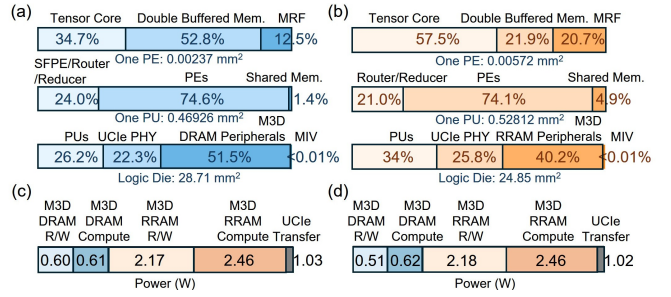 (a)
Tensor Core Double Buffered Mem. MRF
34.7% 52.8% 12.5%
One PE: 0.00237 mm²
SFPE/Router
/Reducer PEs Shared Mem.
24.0% 74.6% 1.4%
One PU: 0.46926 mm²
M3D
PUs UCIe PHY DRAM Peripherals MIV
26.2% 22.3% 51.5% <0.01%
Logic Die: 28.71 mm²
(b)
Tensor Core Double Buffered Mem. MRF
57.5% 21.9% 20.7%
One PE: 0.00572 mm²
Router/Reducer PEs Shared Mem.
21.0% 74.1% 4.9%
One PU: 0.52812 mm²
M3D
PUs UCIe PHY RRAM Peripherals MIV
34% 25.8% 40.2% <0.01%
Logic Die: 24.85 mm²
(c)
M3D M3D M3D M3D
DRAM DRAM RRAM RRAM UCIe
R/W Compute R/W Compute Transfer
0.60 0.61 2.17 2.46 1.03
Power (W)
(d)
M3D M3D M3D M3D
DRAM DRAM RRAM RRAM UCIe
R/W Compute R/W Compute Transfer
0.51 0.62 2.18 2.46 1.02
Power (W)